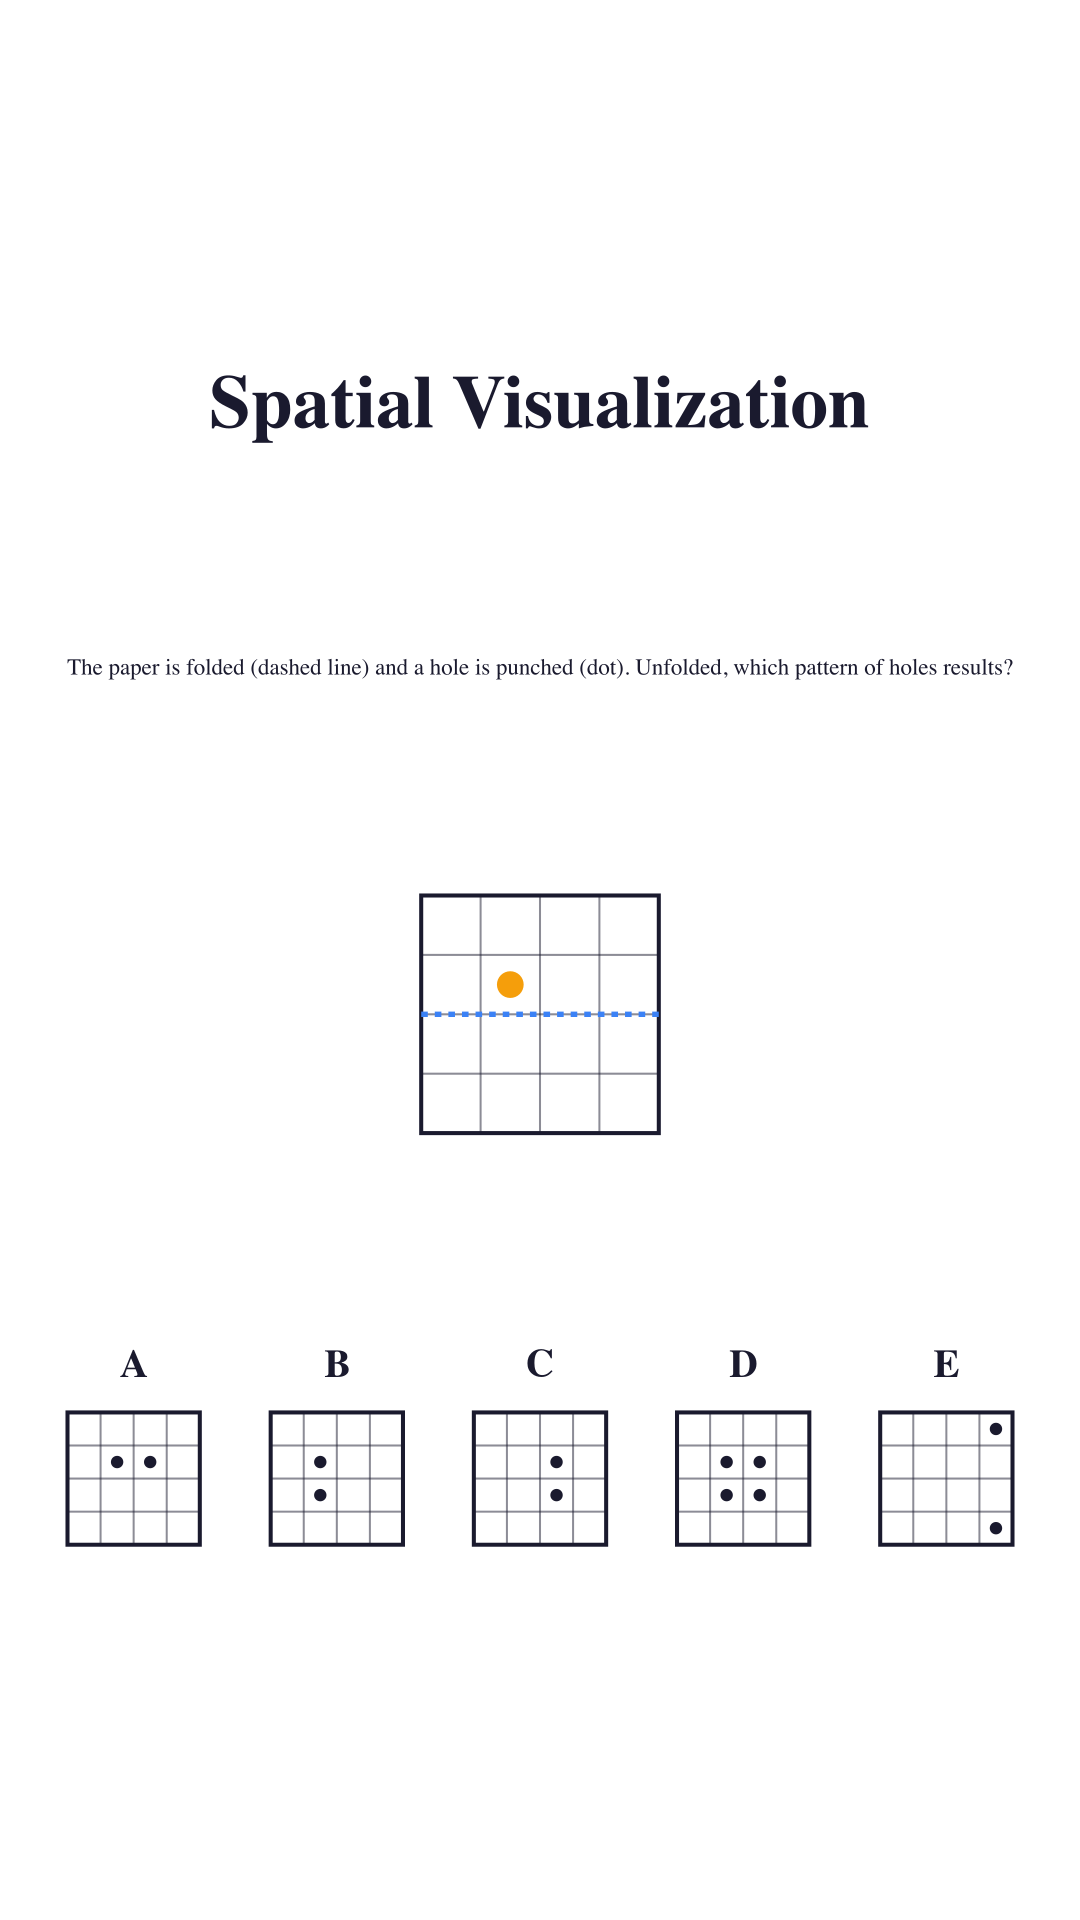 Spatial Visualization
The paper is folded (dashed line) and a hole is punched (dot). Unfolded, which pattern of holes results?
A B C D E